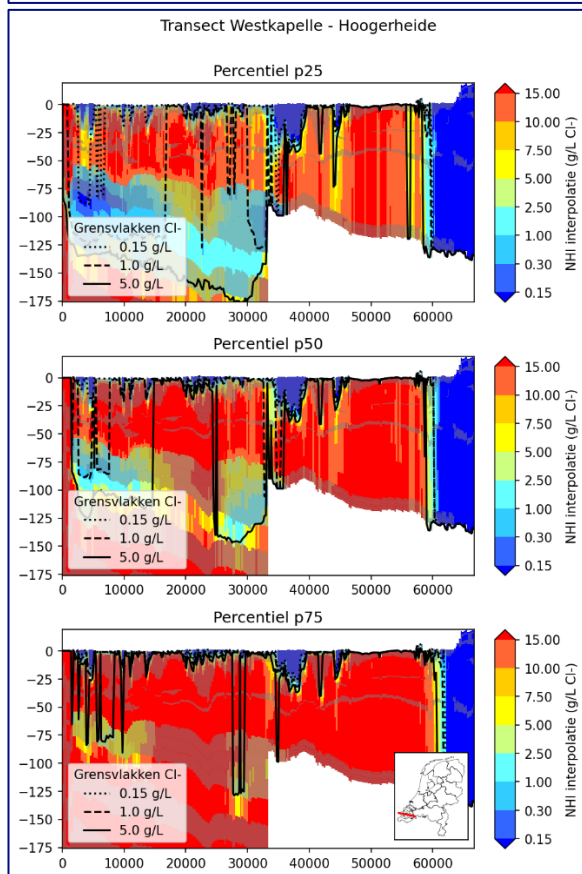 Transect Westkapelle - Hoogerheide
Percentiel p25
0
−25
−50
−75
−100
−125
−150
−175
Grensvlakken Cl-
0.15 g/L
1.0 g/L
5.0 g/L
0 10000 20000 30000 40000 50000 60000
15.00
10.00
7.50
5.00
2.50
1.00
0.30
0.15
NHI interpolatie (g/L Cl-)
Percentiel p50
0
−25
−50
−75
−100
−125
−150
−175
Grensvlakken Cl-
0.15 g/L
1.0 g/L
5.0 g/L
0 10000 20000 30000 40000 50000 60000
15.00
10.00
7.50
5.00
2.50
1.00
0.30
0.15
NHI interpolatie (g/L Cl-)
Percentiel p75
0
−25
−50
−75
−100
−125
−150
−175
Grensvlakken Cl-
0.15 g/L
1.0 g/L
5.0 g/L
0 10000 20000 30000 40000 50000 60000
15.00
10.00
7.50
5.00
2.50
1.00
0.30
0.15
NHI interpolatie (g/L Cl-)